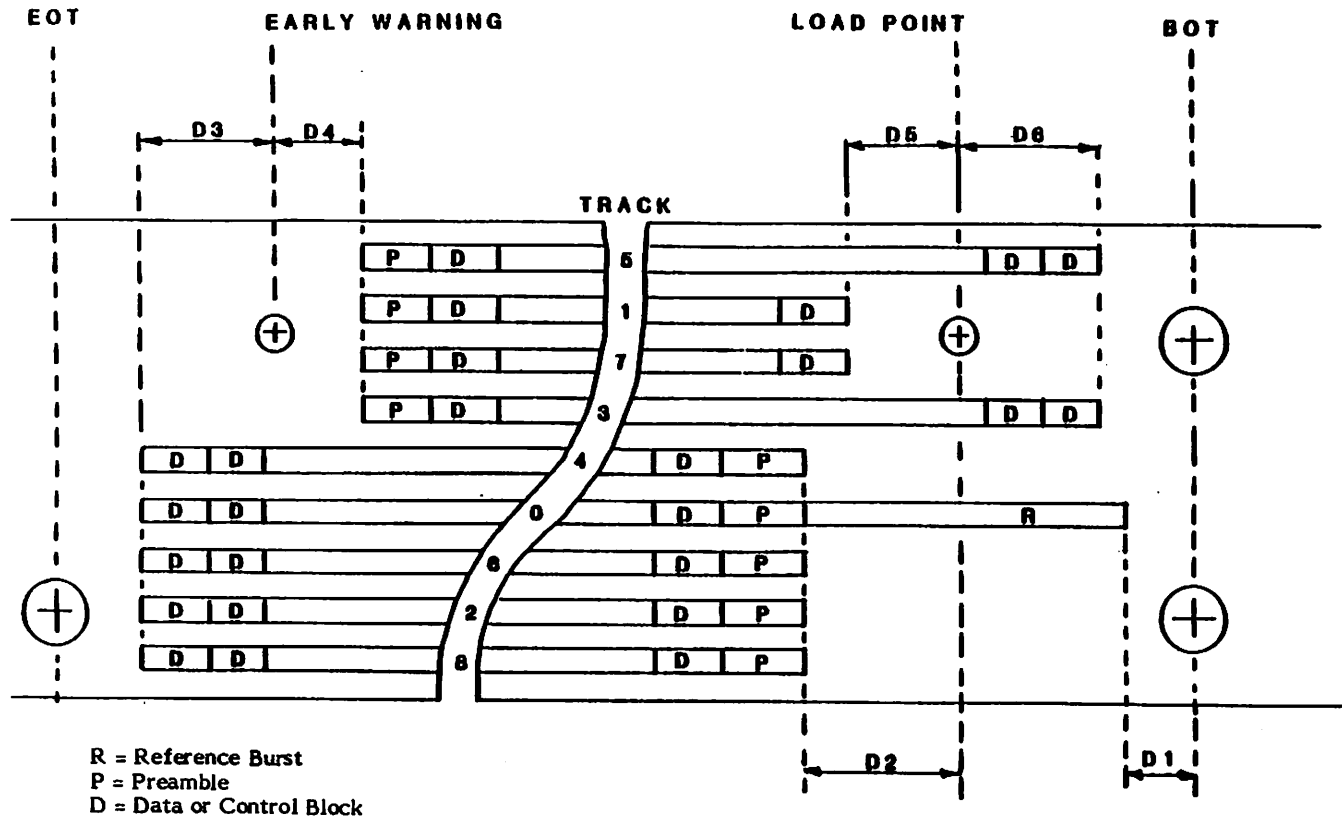 EOT EARLY WARNING LOAD POINT BOT
D3 D4 D5 D6
TRACK
P D 5 D D
P D 1 D
P D 7 D
P D 3 D D
D D 4 D P
D D 0 D P R
D D 6 D P
D D 2 D P
D D 8 D P
D2 D1
R = Reference Burst
P = Preamble
D = Data or Control Block